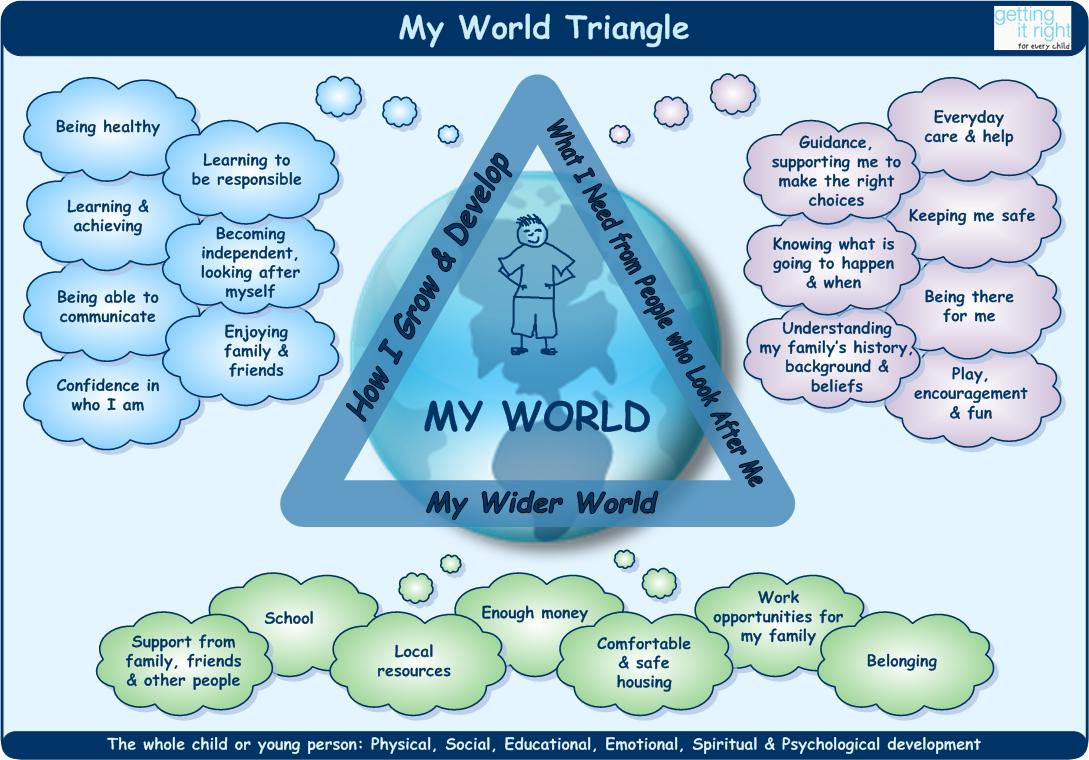 My World Triangle
getting
it right
for every child
Being healthy
Learning to
be responsible
Learning &
achieving
Becoming
independent,
looking after
myself
Being able to
communicate
Enjoying
family &
friends
Confidence in
who I am
How I Grow & Develop
What I Need from People who Look After Me
MY WORLD
My Wider World
Everyday
care & help
Guidance,
supporting me to
make the right
choices
Keeping me safe
Knowing what is
going to happen
& when
Being there
for me
Understanding
my family's history,
background &
beliefs
Play,
encouragement
& fun
Support from
family, friends
& other people
School
Local
resources
Enough money
Comfortable
& safe
housing
Work
opportunities for
my family
Belonging
The whole child or young person: Physical, Social, Educational, Emotional, Spiritual & Psychological development